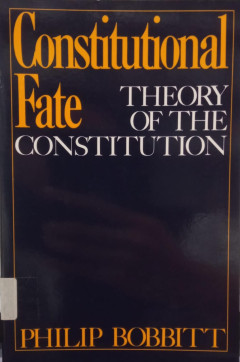 Constitutional
Fate THEORY
OF THE
CONSTITUTION
PHILIP BOBBITT